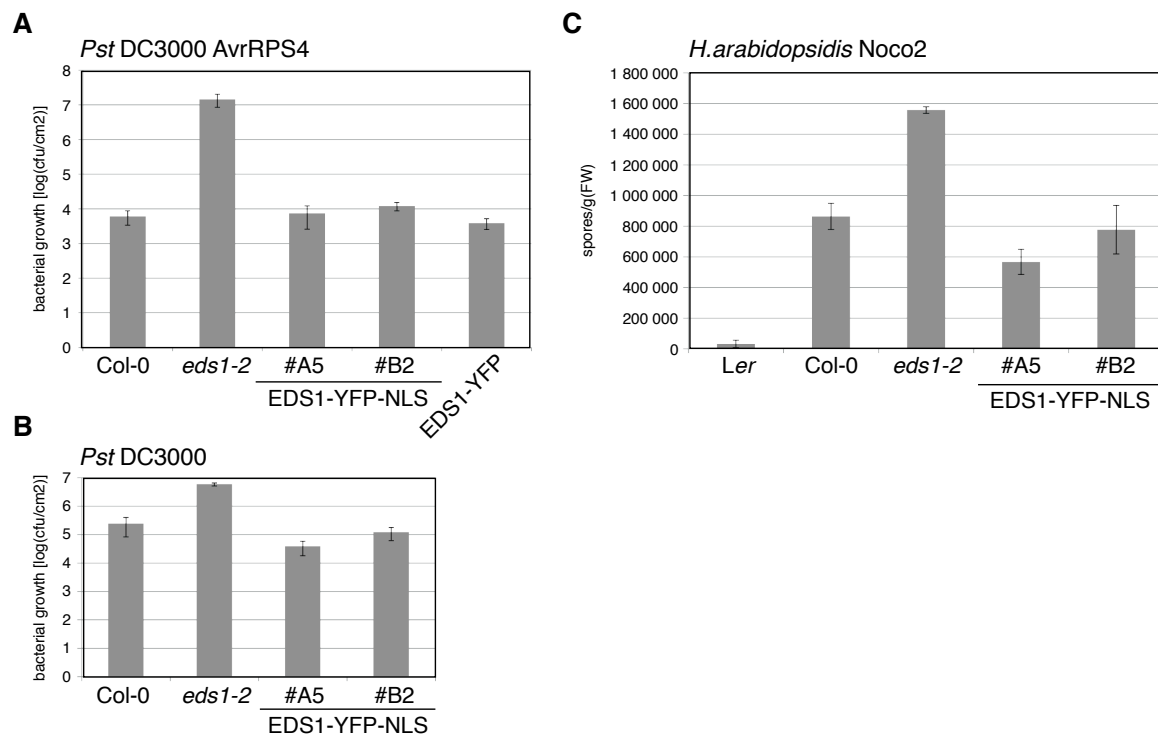 A
Pst DC3000 AvrRPS4
bacterial growth [log(cfu/cm2)]
8
7
6
5
4
3
2
1
0
Col-0 eds1-2 #A5 #B2 EDS1-YFP
EDS1-YFP-NLS
B
Pst DC3000
bacterial growth [log(cfu/cm2)]
7
6
5
4
3
2
1
0
Col-0 eds1-2 #A5 #B2
EDS1-YFP-NLS
C
H.arabidopsidis Noco2
spores/g(FW)
1 800 000
1 600 000
1 400 000
1 200 000
1 000 000
800 000
600 000
400 000
200 000
0
Ler Col-0 eds1-2 #A5 #B2
EDS1-YFP-NLS